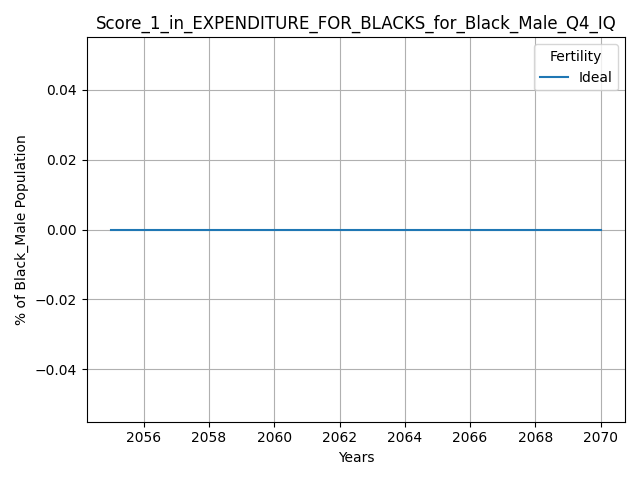 Score_1_in_EXPENDITURE_FOR_BLACKS_for_Black_Male_Q4_IQ
Fertility
Ideal
0.04
0.02
0.00
−0.02
−0.04
% of Black_Male Population
2056 2058 2060 2062 2064 2066 2068 2070
Years